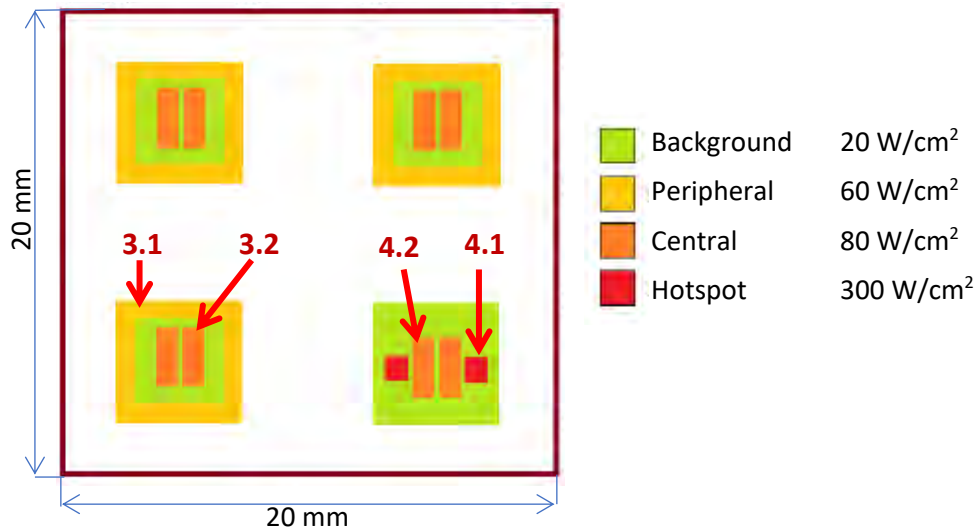 20 mm
3.1
3.2
4.2
4.1
20 mm
Background 20 W/cm²
Peripheral 60 W/cm²
Central 80 W/cm²
Hotspot 300 W/cm²